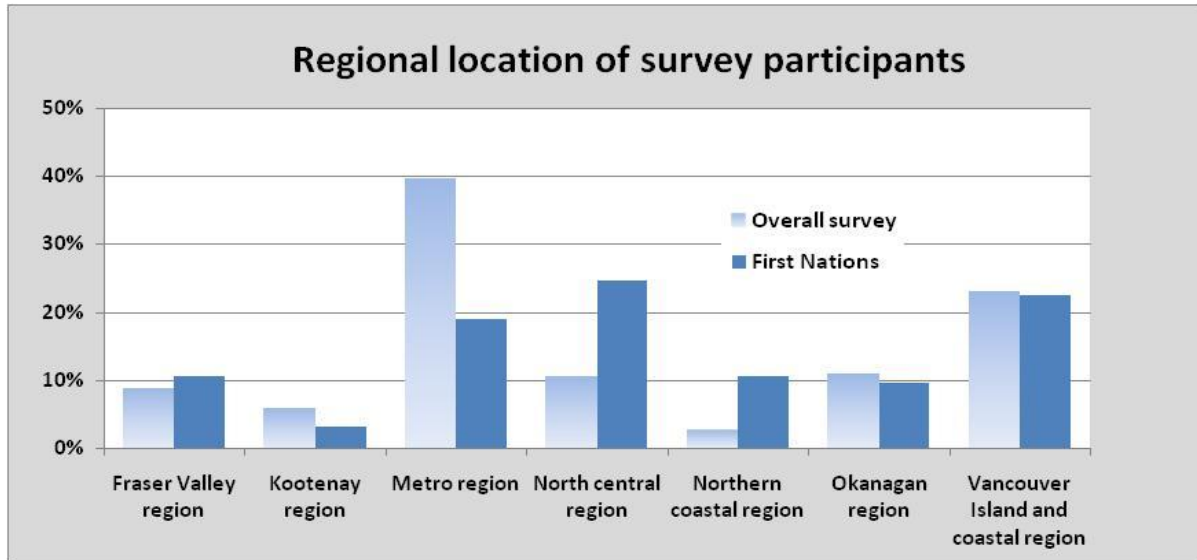 Regional location of survey participants
50%
40%
30%
20%
10%
0%
Overall survey
First Nations
Fraser Valley
region
Kootenay
region
Metro region
North central
region
Northern
coastal region
Okanagan
region
Vancouver
Island and
coastal region